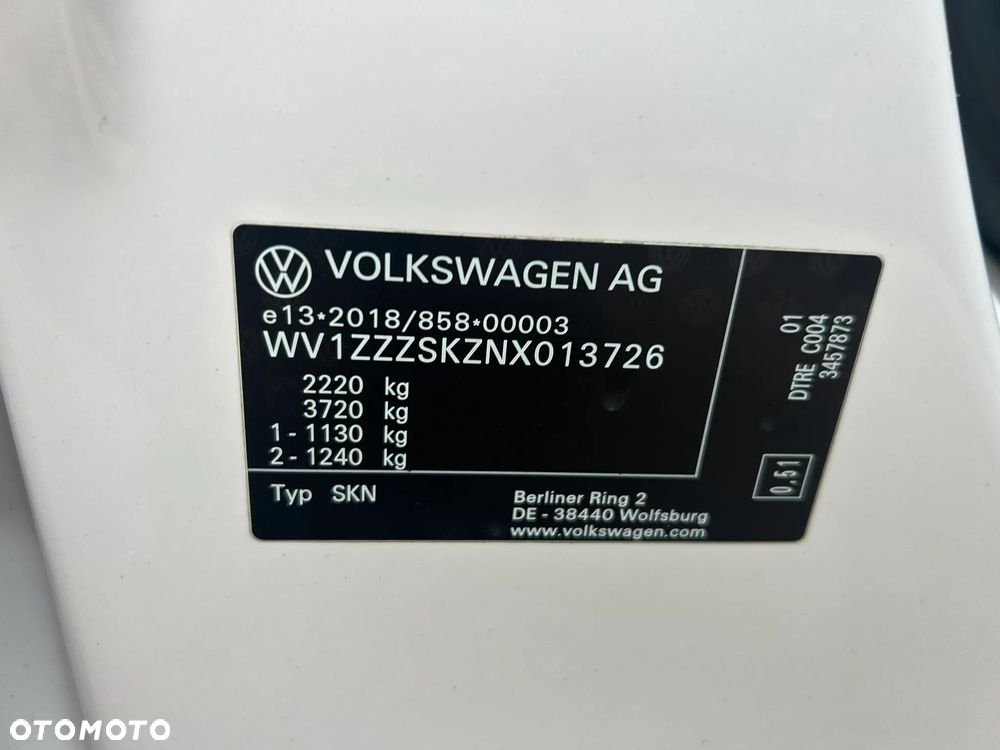 VOLKSWAGEN AG
e13*2018/858*00003
WV1ZZZSKZNX013726
2220 kg
3720 kg
1 - 1130 kg
2 - 1240 kg
Typ SKN
Berliner Ring 2
DE - 38440 Wolfsburg
www.volkswagen.com
01
DTRE C004
3457873
0,51
OTOMOTO